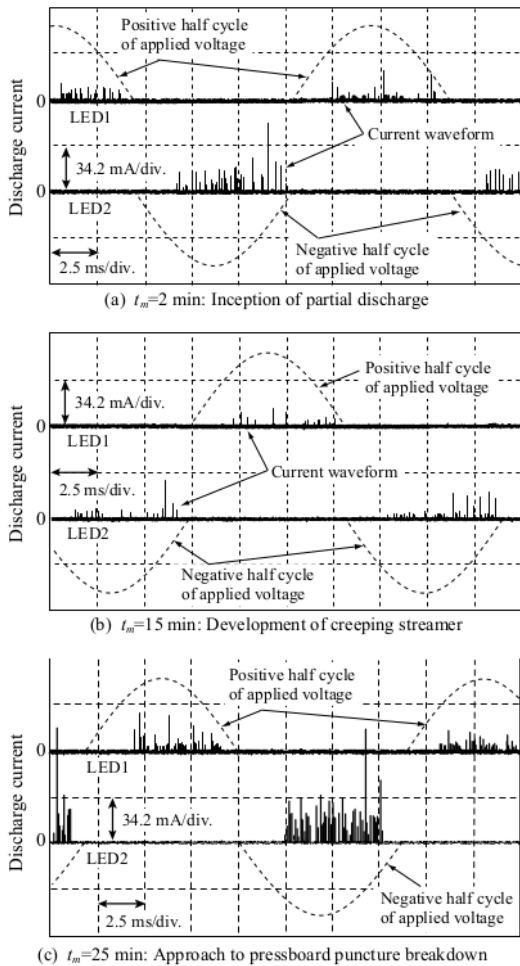 Positive half cycle
of applied voltage
Discharge current
0
LED1
Current waveform
34.2 mA/div.
0
LED2
2.5 ms/div.
Negative half cycle
of applied voltage
(a) tm=2 min: Inception of partial discharge
Positive half cycle
of applied voltage
34.2 mA/div.
Discharge current
0
LED1
2.5 ms/div.
Current waveform
0
LED2
Negative half cycle
of applied voltage
(b) tm=15 min: Development of creeping streamer
Positive half cycle
of applied voltage
Discharge current
0
LED1
34.2 mA/div.
0
LED2
2.5 ms/div.
Negative half cycle
of applied voltage
(c) tm=25 min: Approach to pressboard puncture breakdown